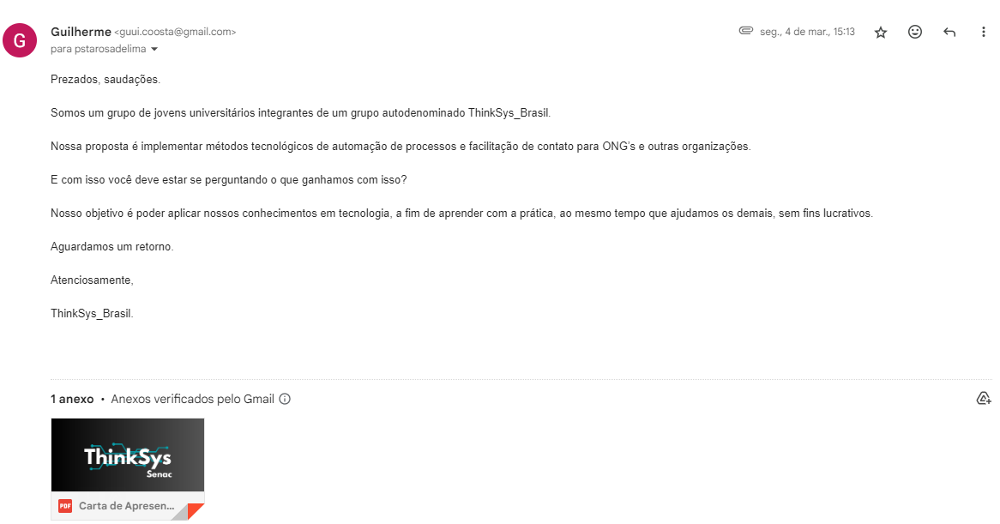 G
Guilherme <guui.coosta@gmail.com>
seg., 4 de mar., 15:13
para pstarosadelima
Prezados, saudações.
Somos um grupo de jovens universitários integrantes de um grupo autodenominado ThinkSys_Brasil.
Nossa proposta é implementar métodos tecnológicos de automação de processos e facilitação de contato para ONG's e outras organizações.
E com isso você deve estar se perguntando o que ganhamos com isso?
Nosso objetivo é poder aplicar nossos conhecimentos em tecnologia, a fim de aprender com a prática, ao mesmo tempo que ajudamos os demais, sem fins lucrativos.
Aguardamos um retorno.
Atenciosamente,
ThinkSys_Brasil.
1 anexo • Anexos verificados pelo Gmail
ThinkSys
Senac
PDF Carta de Apresen...